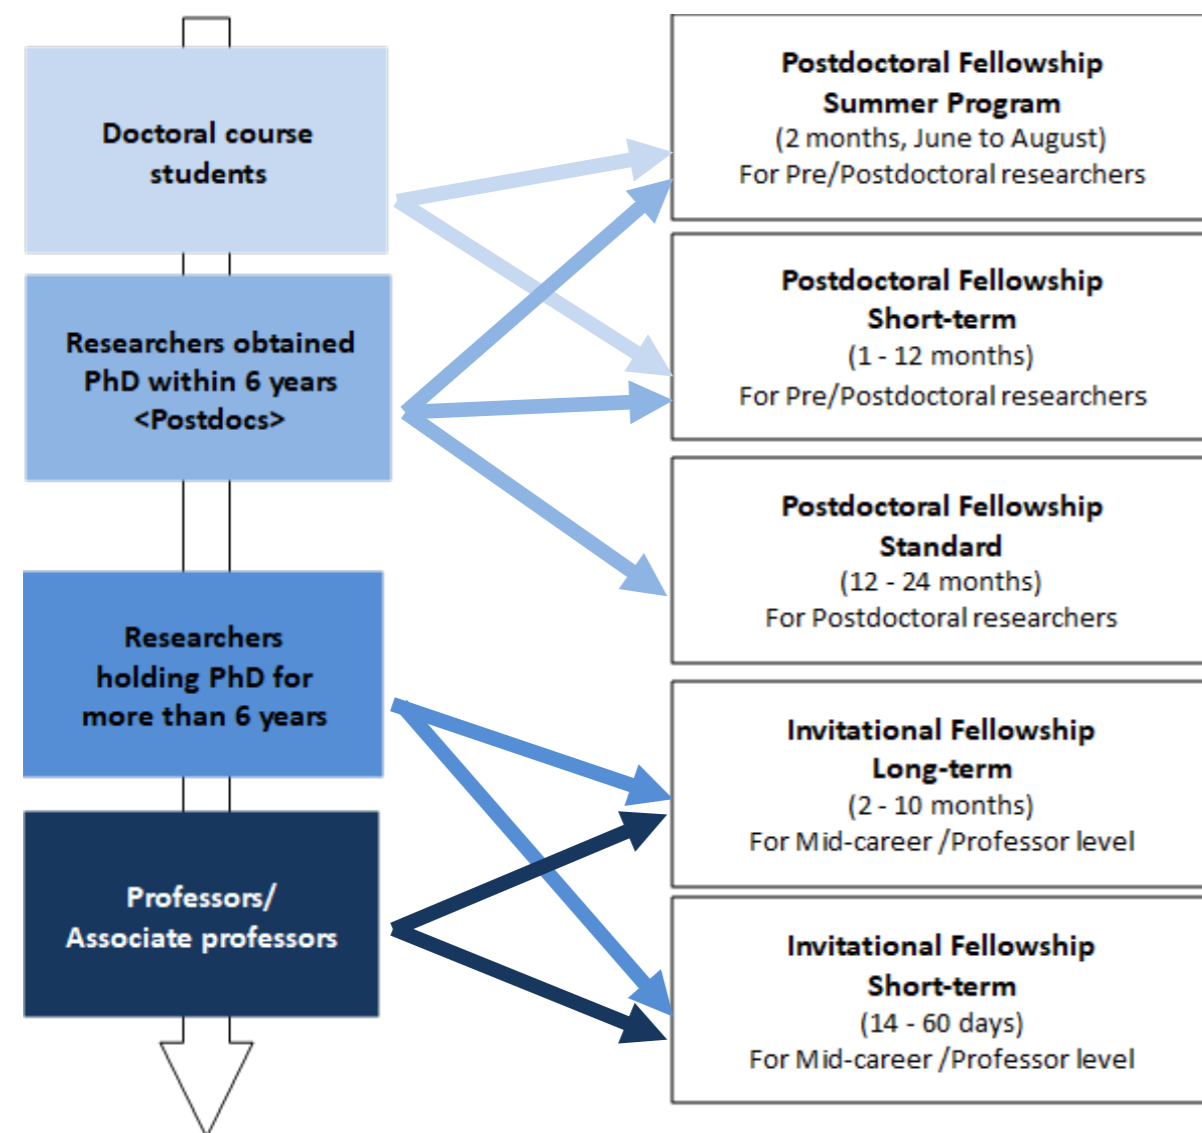 Doctoral course
students
Researchers obtained
PhD within 6 years
<Postdocs>
Researchers
holding PhD for
more than 6 years
Professors/
Associate professors
Postdoctoral Fellowship
Summer Program
(2 months, June to August)
For Pre/Postdoctoral researchers
Postdoctoral Fellowship
Short-term
(1 - 12 months)
For Pre/Postdoctoral researchers
Postdoctoral Fellowship
Standard
(12 - 24 months)
For Postdoctoral researchers
Invitational Fellowship
Long-term
(2 - 10 months)
For Mid-career /Professor level
Invitational Fellowship
Short-term
(14 - 60 days)
For Mid-career /Professor level